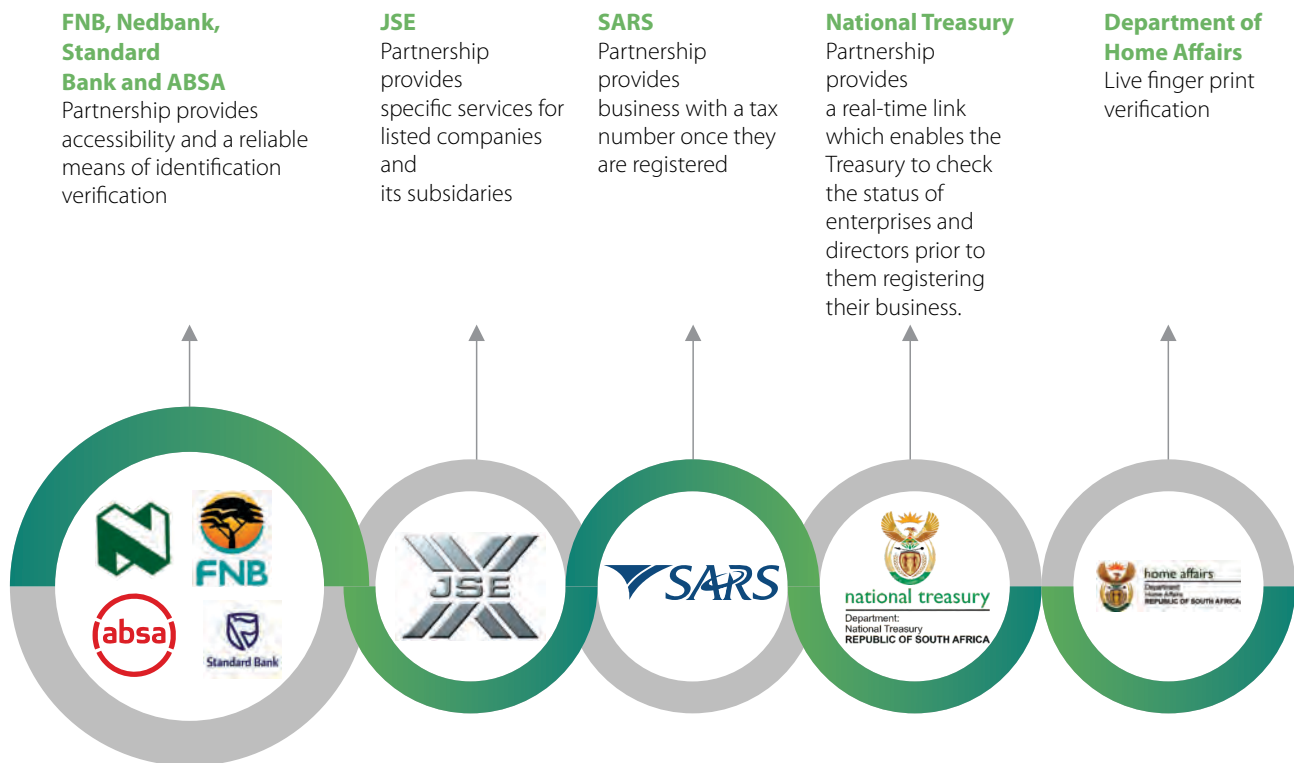 FNB, Nedbank,
Standard
Bank and ABSA
Partnership provides
accessibility and a reliable
means of identification
verification
JSE
Partnership
provides
specific services for
listed companies
and
its subsidaries
SARS
Partnership
provides
business with a tax
number once they
are registered
National Treasury
Partnership
provides
a real-time link
which enables the
Treasury to check
the status of
enterprises and
directors prior to
them registering
their business.
Department of
Home Affairs
Live finger print
verification
FNB
absa
Standard Bank
JSE
SARS
national treasury
Department:
National Treasury
REPUBLIC OF SOUTH AFRICA
home affairs
Department:
Home Affairs
REPUBLIC OF SOUTH AFRICA